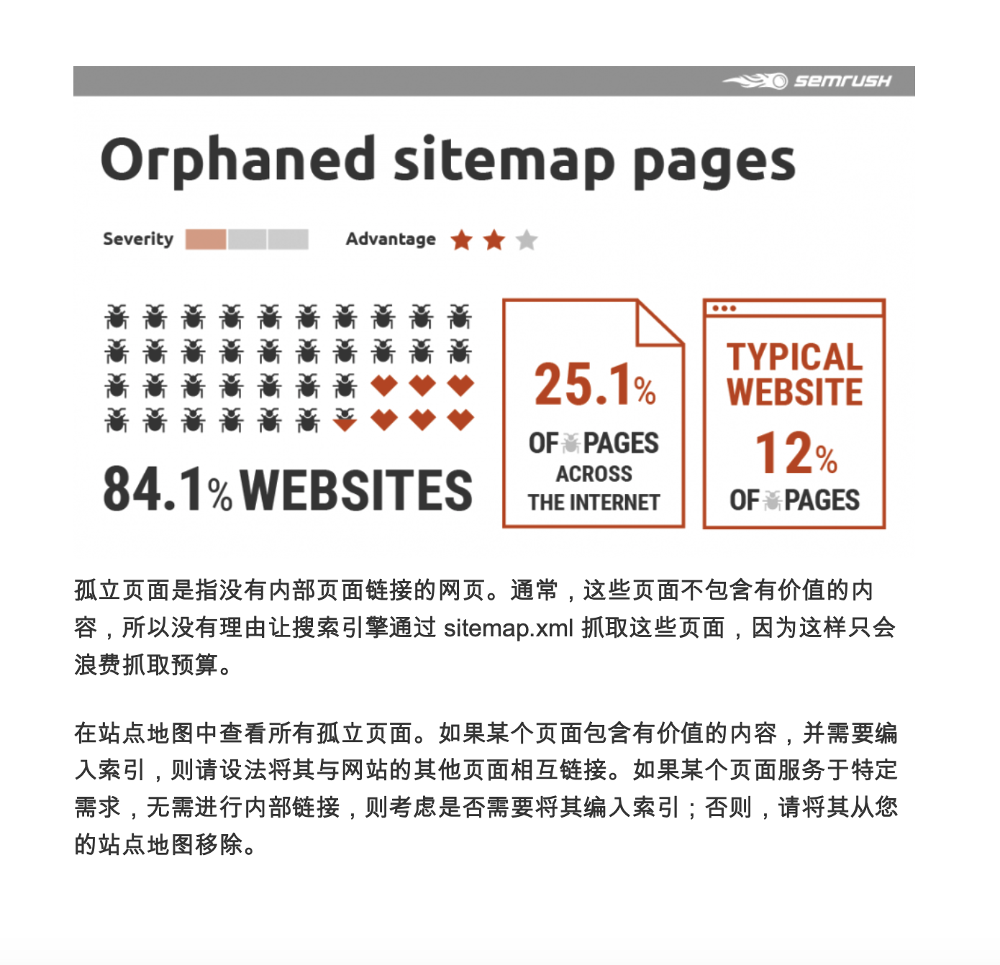 semrush
Orphaned sitemap pages
Severity
Advantage
84.1% WEBSITES
25.1%
OF PAGES
ACROSS
THE INTERNET
TYPICAL
WEBSITE
12%
OF PAGES
孤立页面是指没有内部页面链接的网页。通常，这些页面不包含有价值的内
容，所以没有理由让搜索引擎通过 sitemap.xml 抓取这些页面，因为这样只会
浪费抓取预算。
在站点地图中查看所有孤立页面。如果某个页面包含有价值的内容，并需要编
入索引，则请设法将其与网站的其他页面相互链接。如果某个页面服务于特定
需求，无需进行内部链接，则考虑是否需要将其编入索引；否则，请将其从您
的站点地图移除。